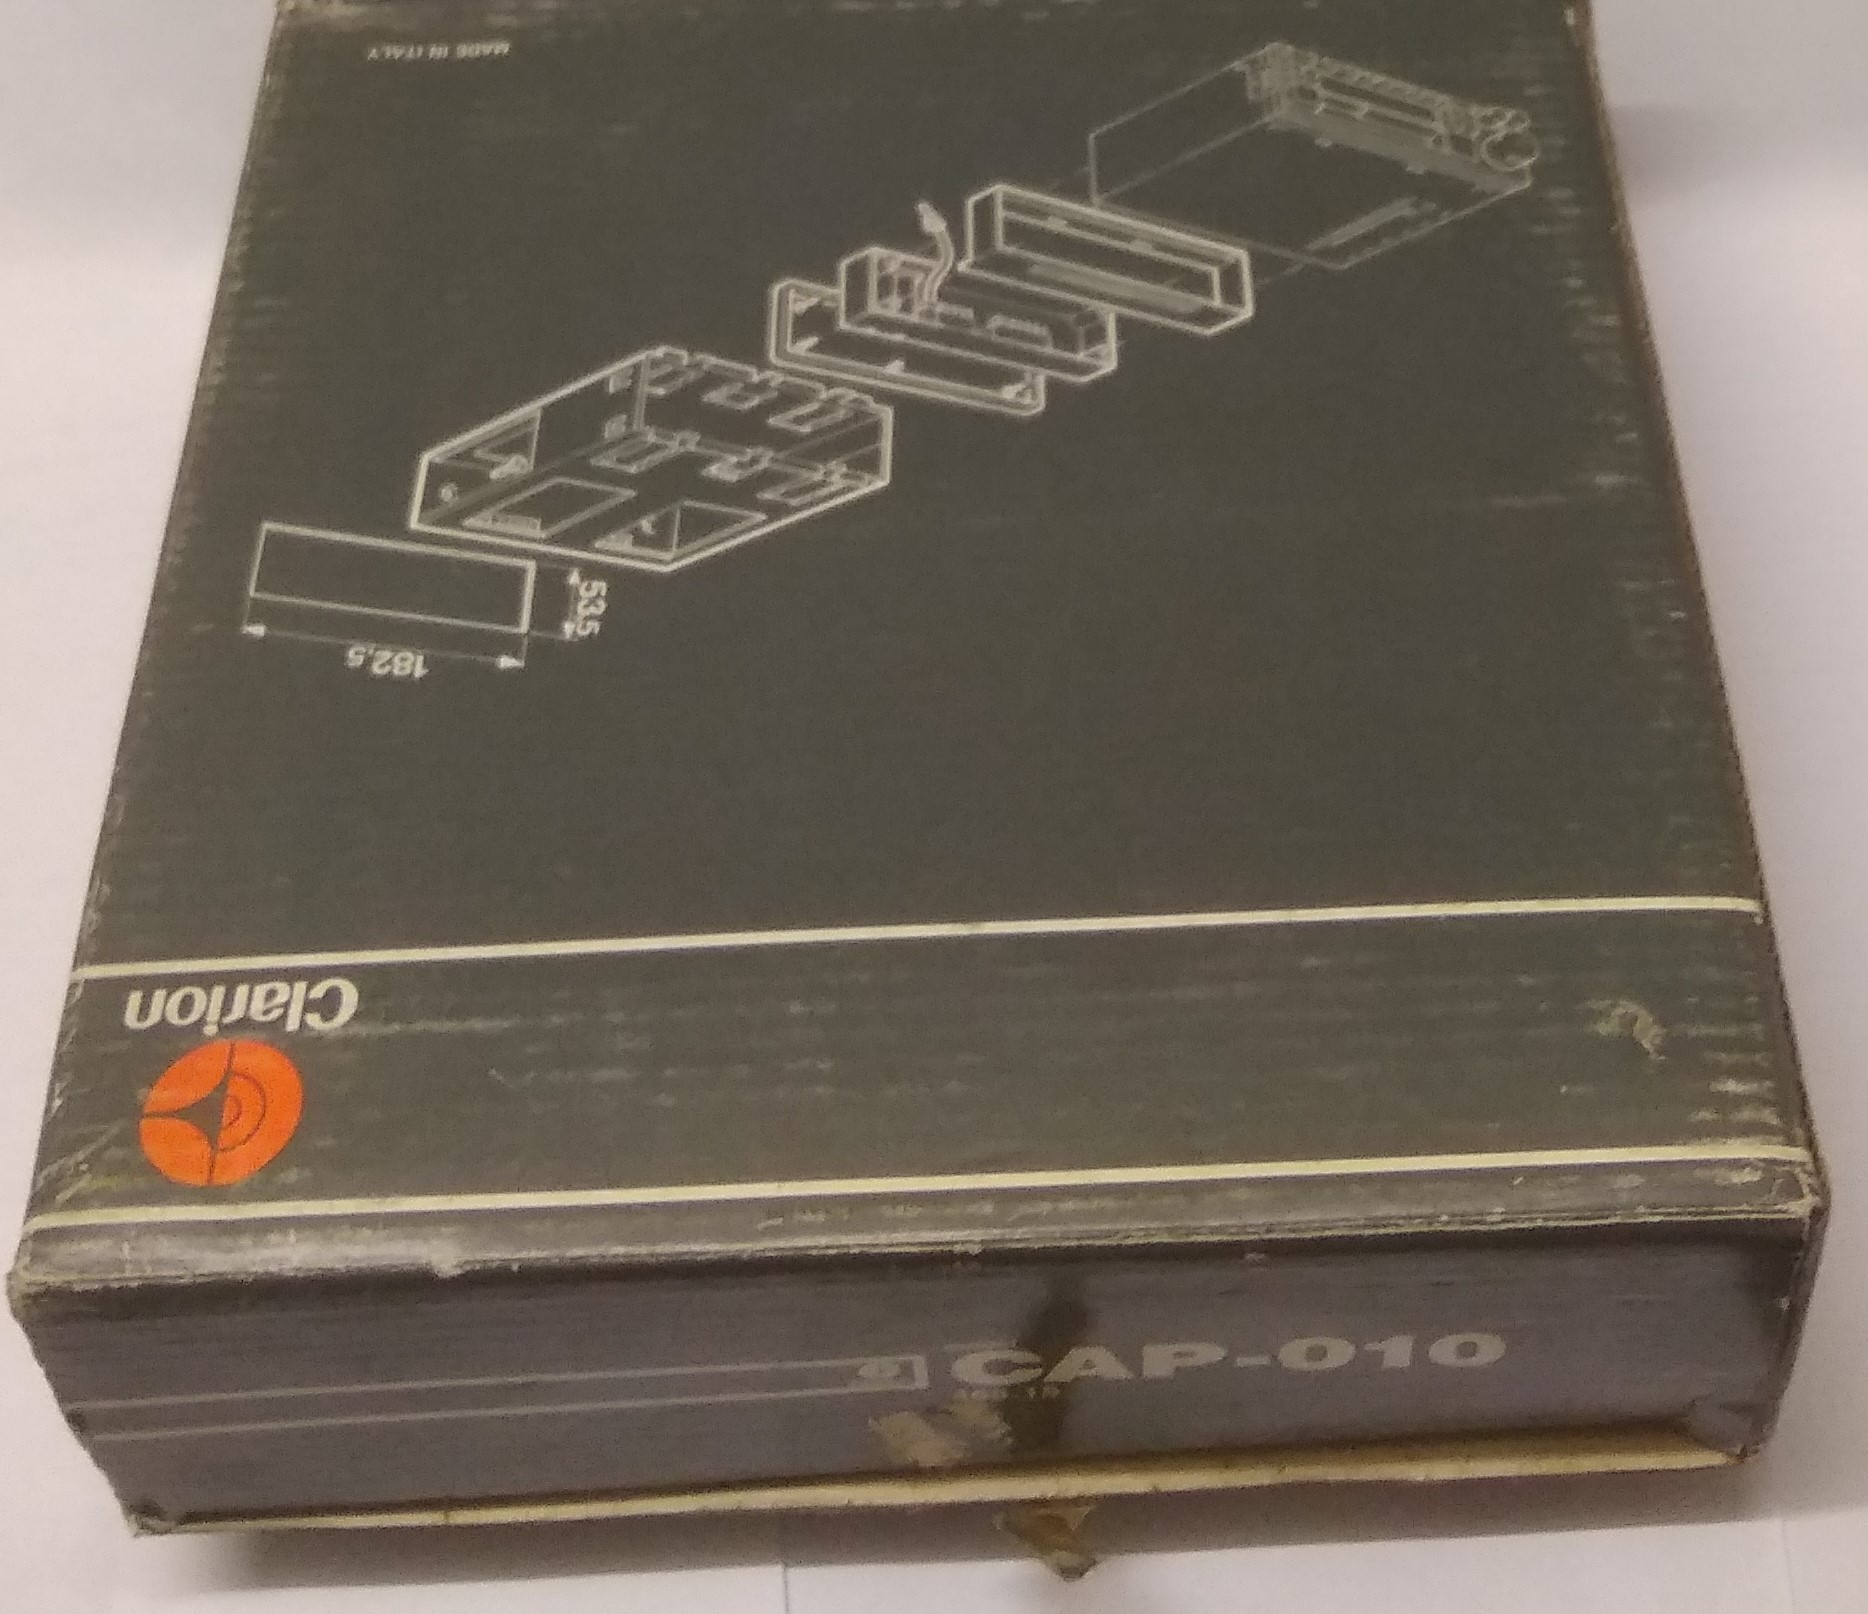 MADE IN ITALY
53,5
182,5
Clarion
CAP-010